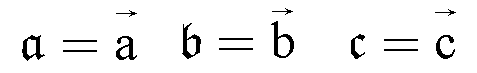 𝔞 = a⃗ 𝔟 = b⃗ 𝔠 = c⃗